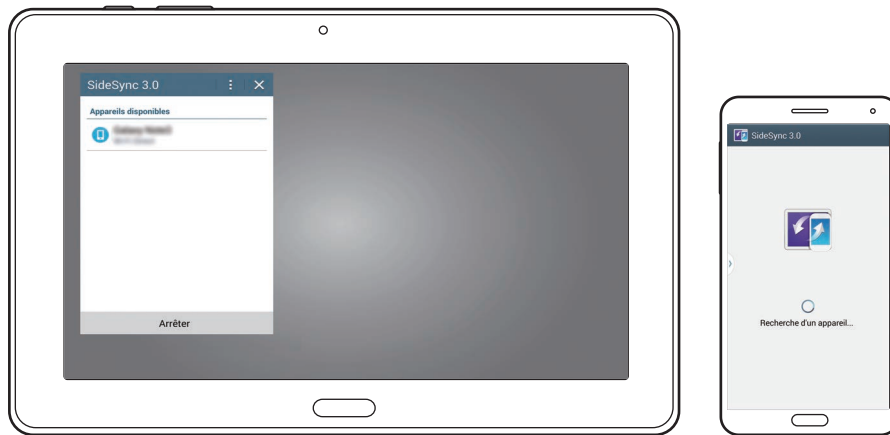 SideSync 3.0
Appareils disponibles
Arrêter
SideSync 3.0
Recherche d'un appareil...